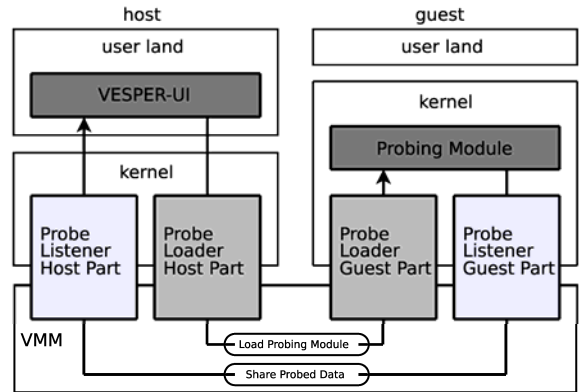 host
guest
user land
user land
VESPER-UI
kernel
kernel
Probing Module
Probe
Listener
Host Part
Probe
Loader
Host Part
Probe
Loader
Guest Part
Probe
Listener
Guest Part
VMM
Load Probing Module
Share Probed Data